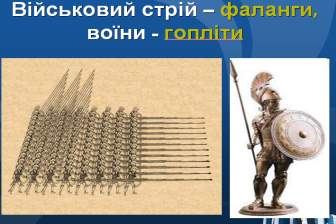 Військовий стрій – фаланги,
воїни - гопліти